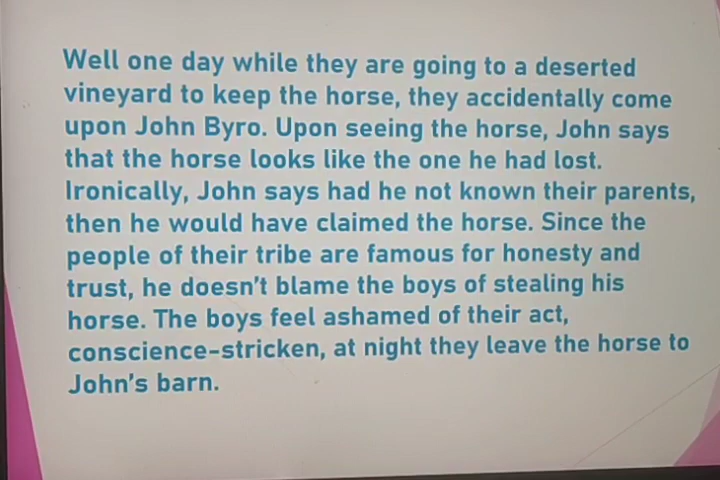 Well one day while they are going to a deserted
vineyard to keep the horse, they accidentally come
upon John Byro. Upon seeing the horse, John says
that the horse looks like the one he had lost.
Ironically, John says had he not known their parents,
then he would have claimed the horse. Since the
people of their tribe are famous for honesty and
trust, he doesn't blame the boys of stealing his
horse. The boys feel ashamed of their act,
conscience-stricken, at night they leave the horse to
John's barn.